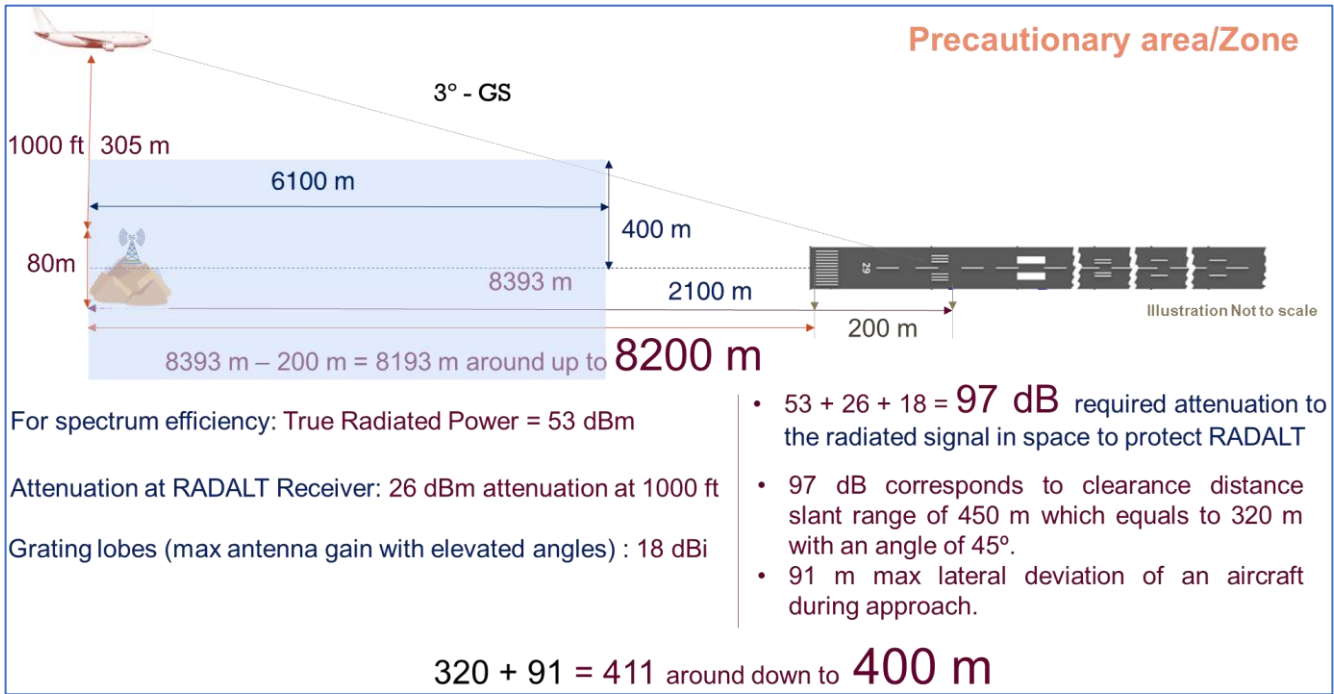 Precautionary area/Zone
3° - GS
1000 ft
305 m
6100 m
400 m
80m
29
8393 m
2100 m
Illustration Not to scale
200 m
8393 m – 200 m = 8193 m around up to 8200 m
For spectrum efficiency: True Radiated Power = 53 dBm
Attenuation at RADALT Receiver: 26 dBm attenuation at 1000 ft
Grating lobes (max antenna gain with elevated angles) : 18 dBi
• 53 + 26 + 18 = 97 dB required attenuation to
the radiated signal in space to protect RADALT
• 97 dB corresponds to clearance distance
slant range of 450 m which equals to 320 m
with an angle of 45º.
• 91 m max lateral deviation of an aircraft
during approach.
320 + 91 = 411 around down to 400 m